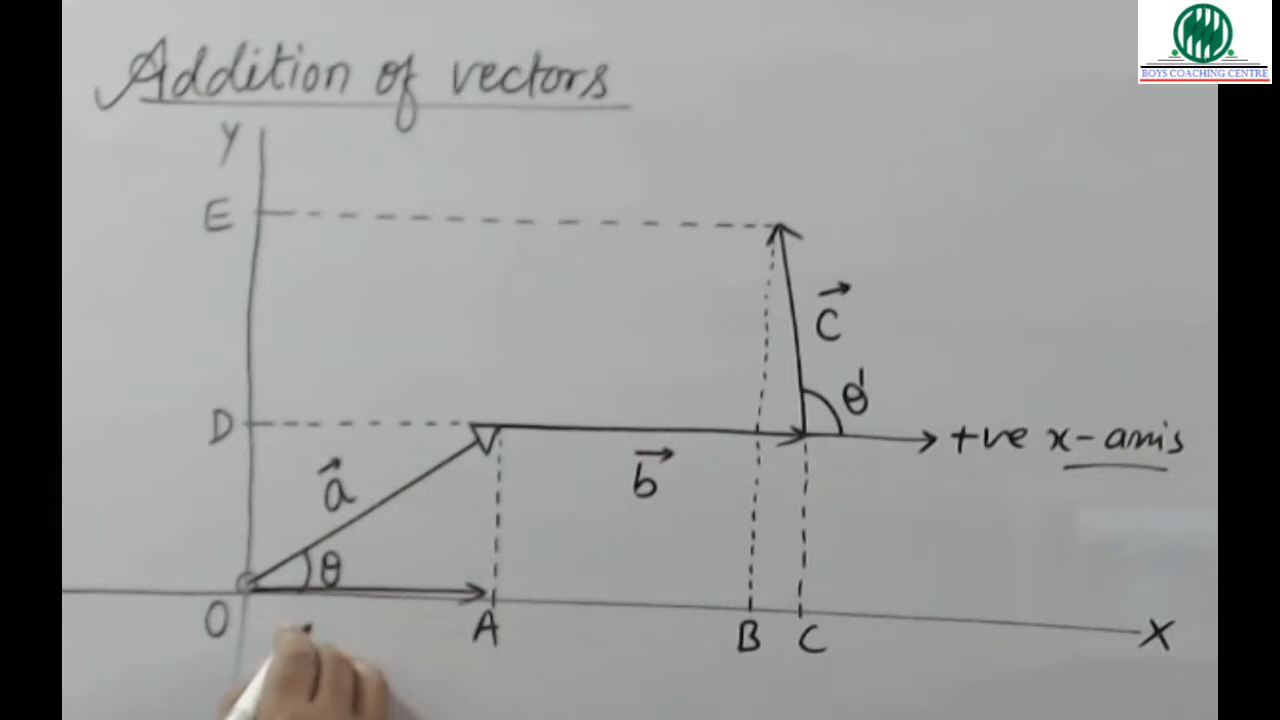 Addition of vectors
BOYS COACHING CENTRE
Y
E
C
θ'
D
+ve x-axis
a
b
θ
O
A
B C
X